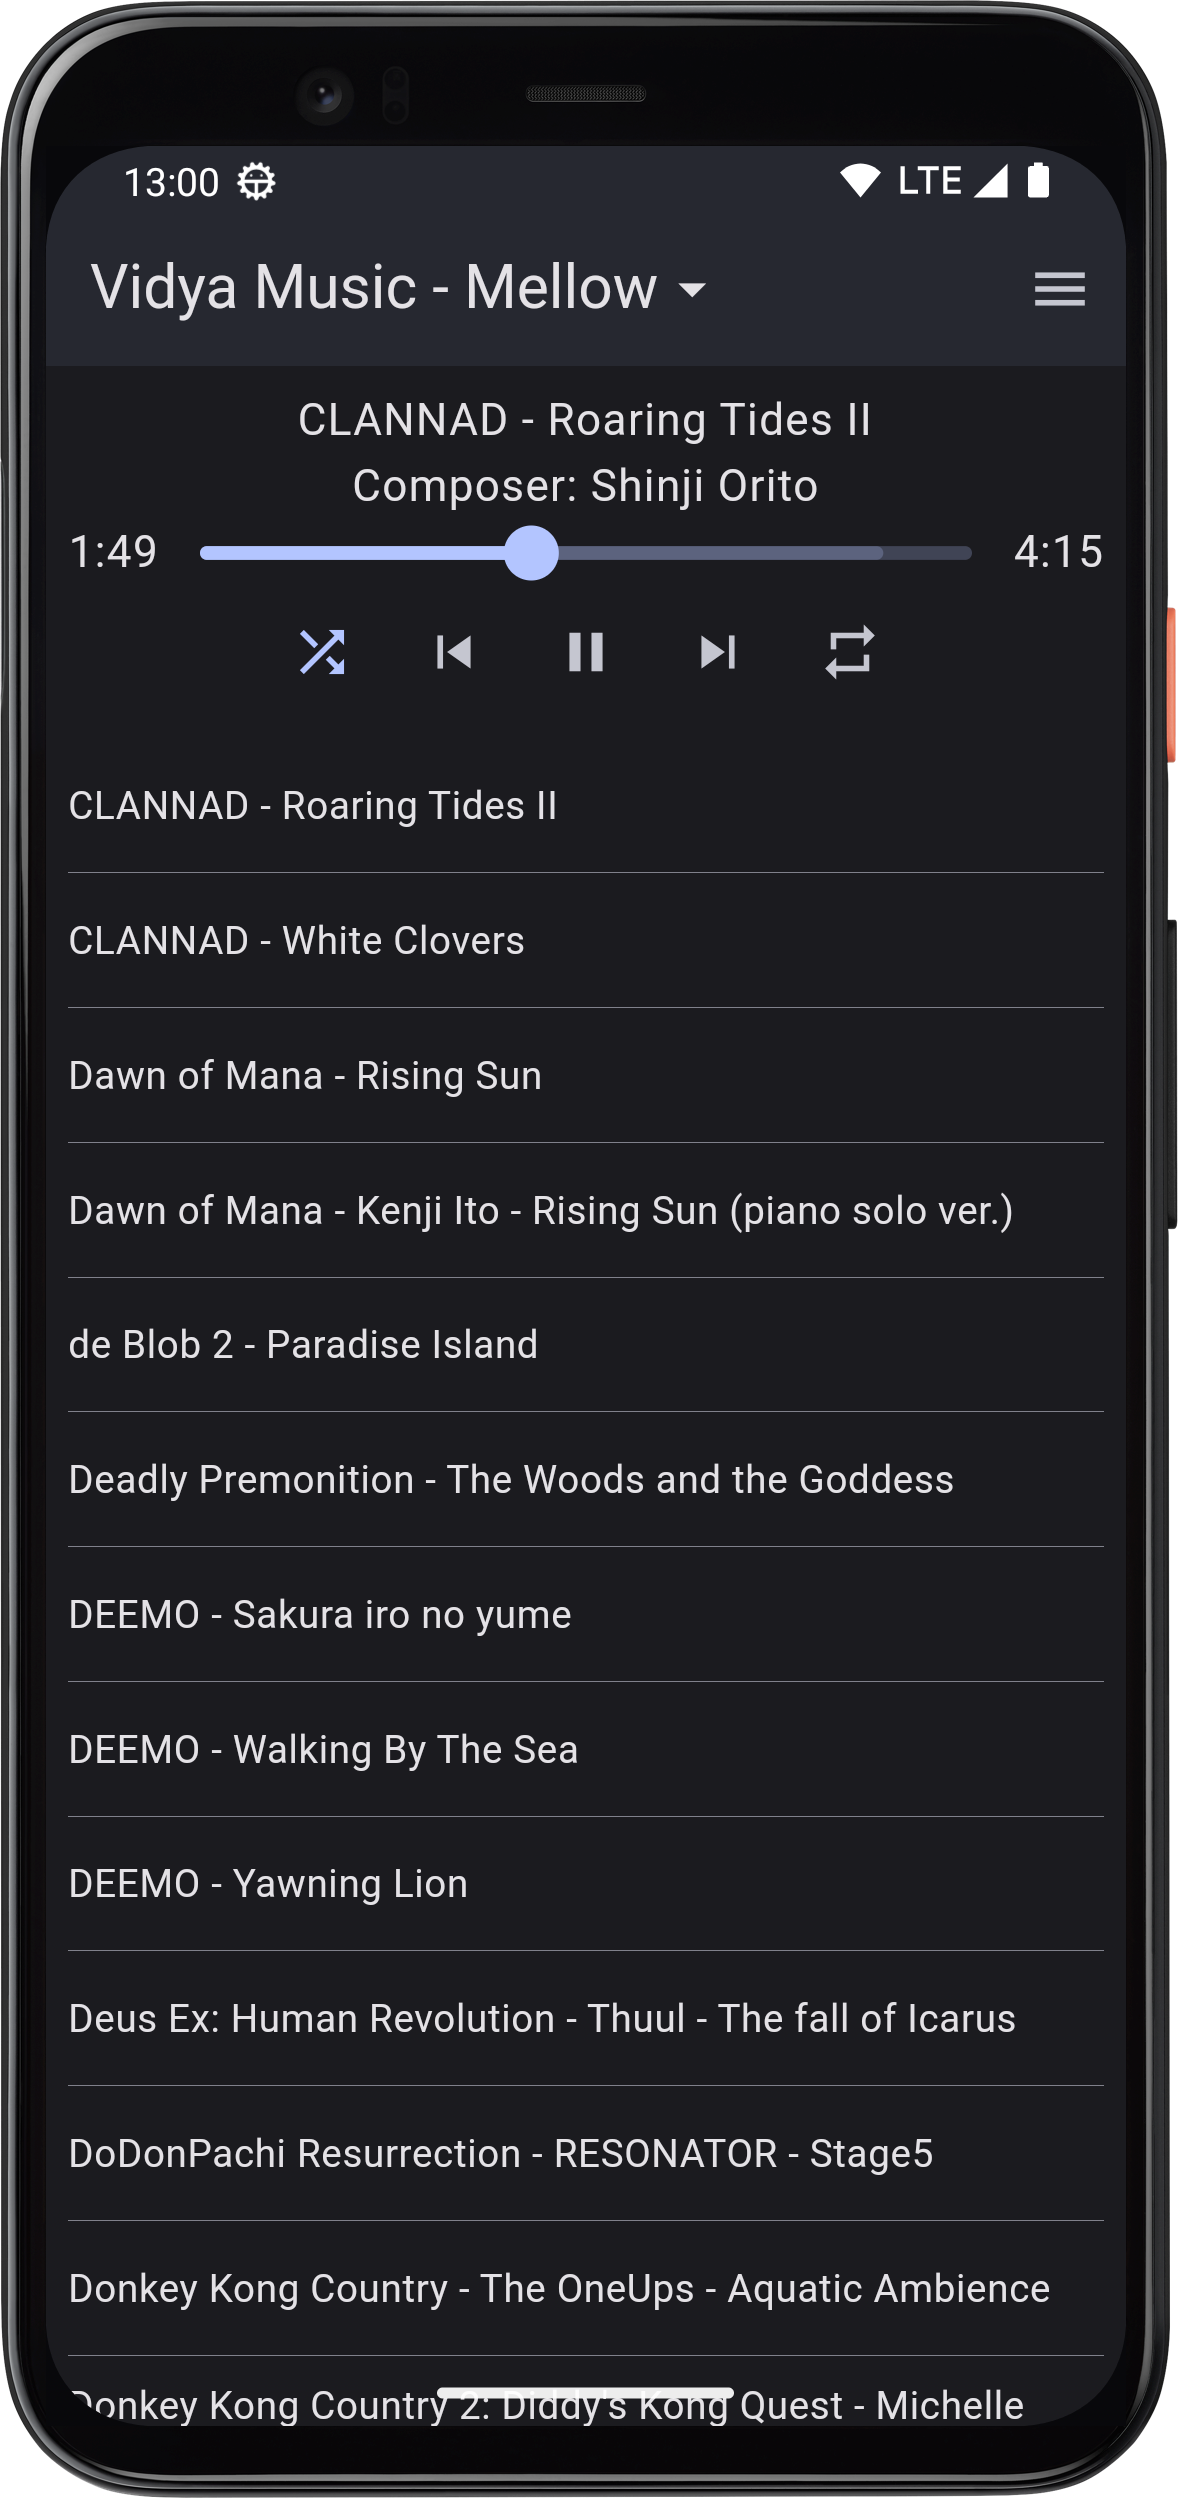 13:00 LTE
Vidya Music - Mellow
CLANNAD - Roaring Tides II
Composer: Shinji Orito
1:49 4:15
CLANNAD - Roaring Tides II
CLANNAD - White Clovers
Dawn of Mana - Rising Sun
Dawn of Mana - Kenji Ito - Rising Sun (piano solo ver.)
de Blob 2 - Paradise Island
Deadly Premonition - The Woods and the Goddess
DEEMO - Sakura iro no yume
DEEMO - Walking By The Sea
DEEMO - Yawning Lion
Deus Ex: Human Revolution - Thuul - The fall of Icarus
DoDonPachi Resurrection - RESONATOR - Stage5
Donkey Kong Country - The OneUps - Aquatic Ambience
Donkey Kong Country 2: Diddy's Kong Quest - Michelle